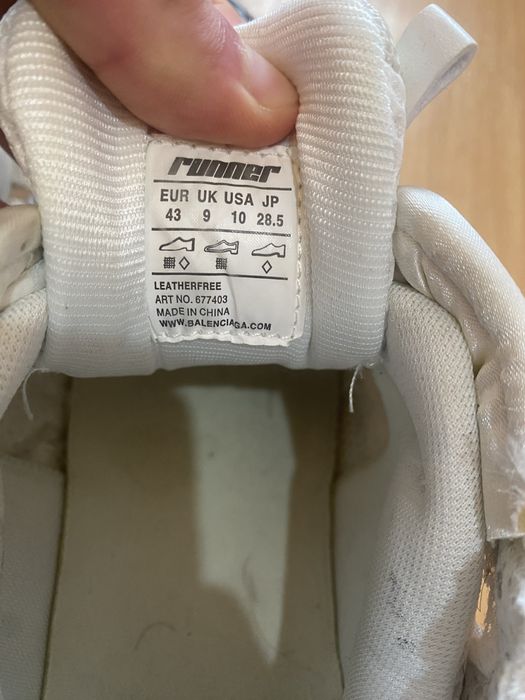 runner
EUR UK USA JP
43 9 10 28.5
LEATHERFREE
ART NO. 677403
MADE IN CHINA
WWW.BALENCIAGA.COM